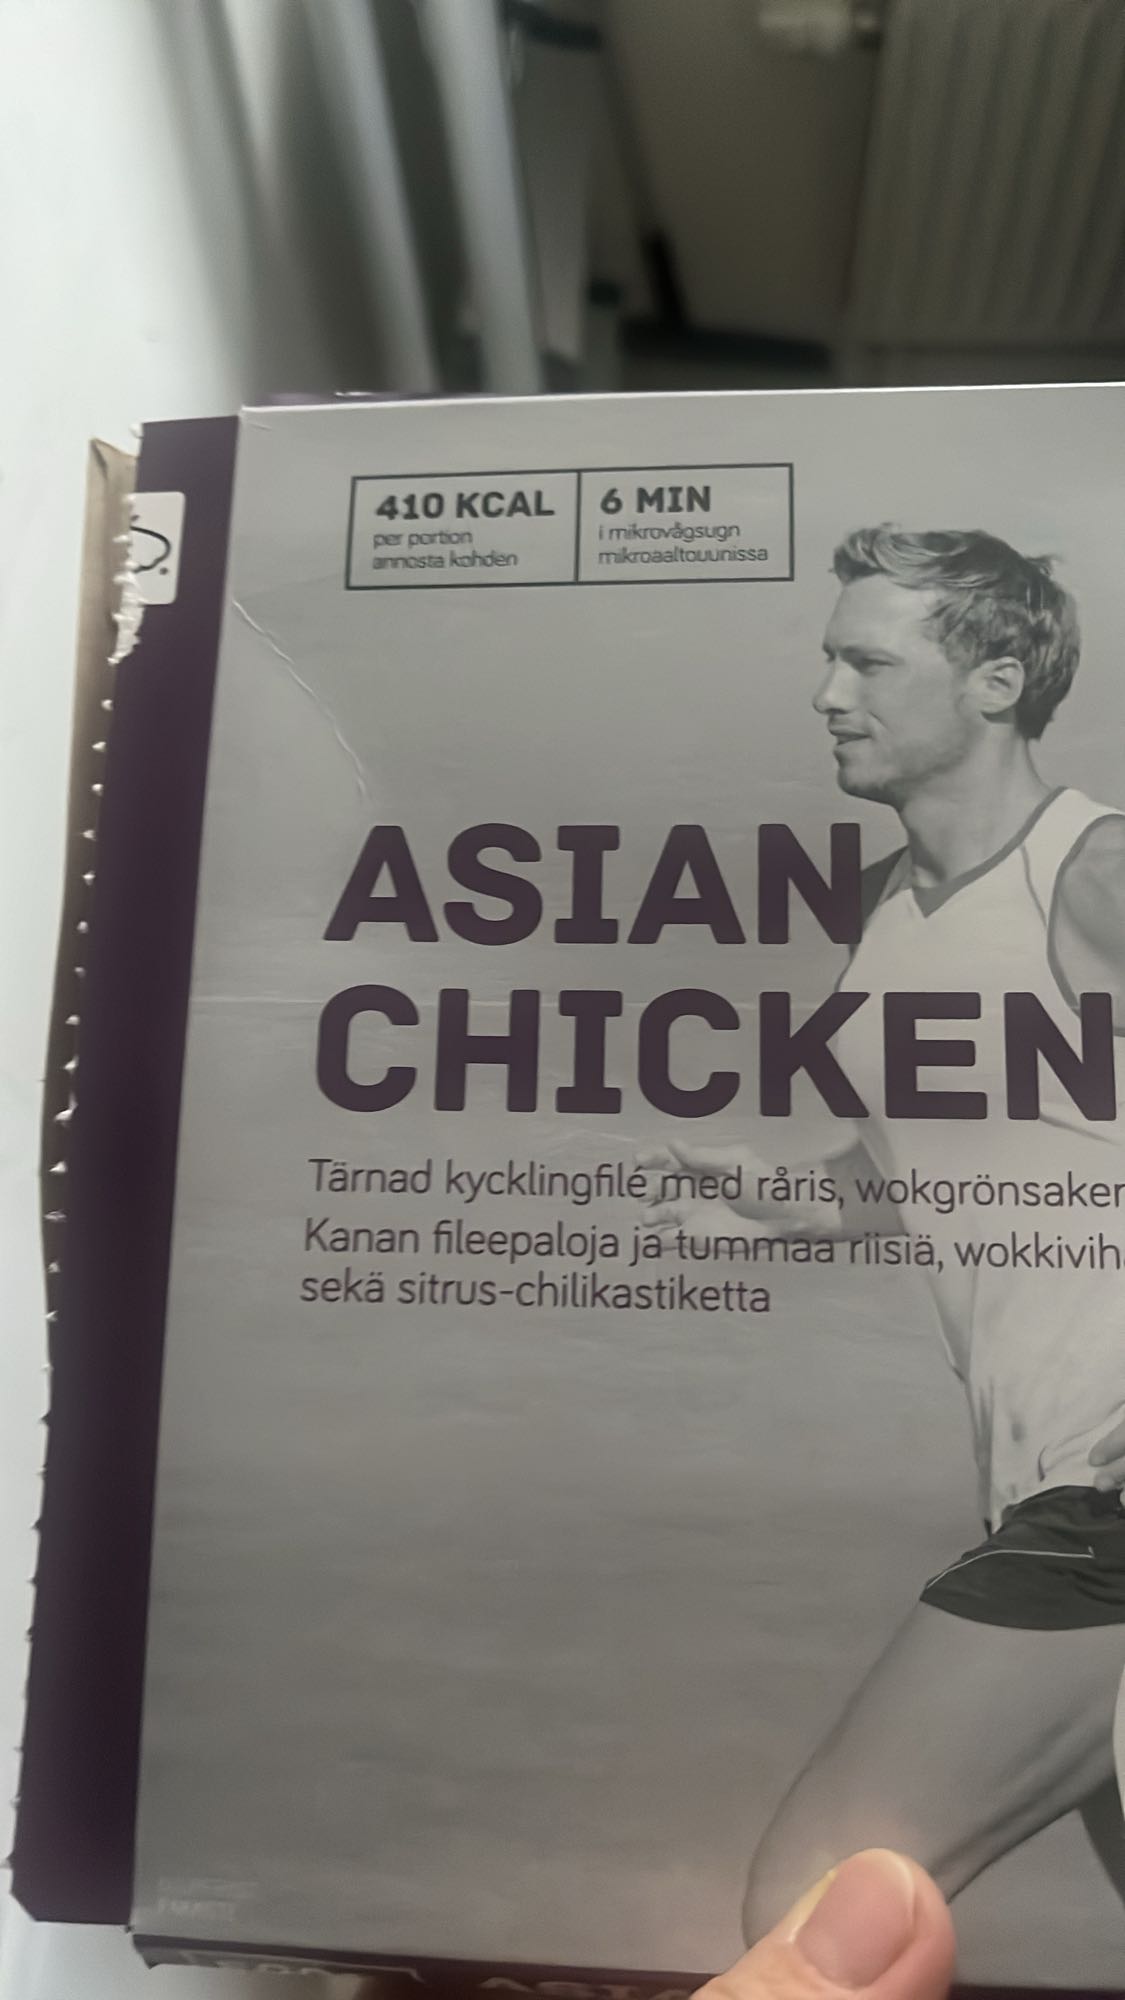 410 KCAL
per portion
annosta kohden
6 MIN
i mikrovågsugn
mikroaaltouunissa
ASIAN
CHICKEN
Tärnad kycklingfilé med råris, wokgrönsaker
Kanan fileepaloja ja tummaa riisiä, wokkivih
sekä sitrus-chilikastiketta